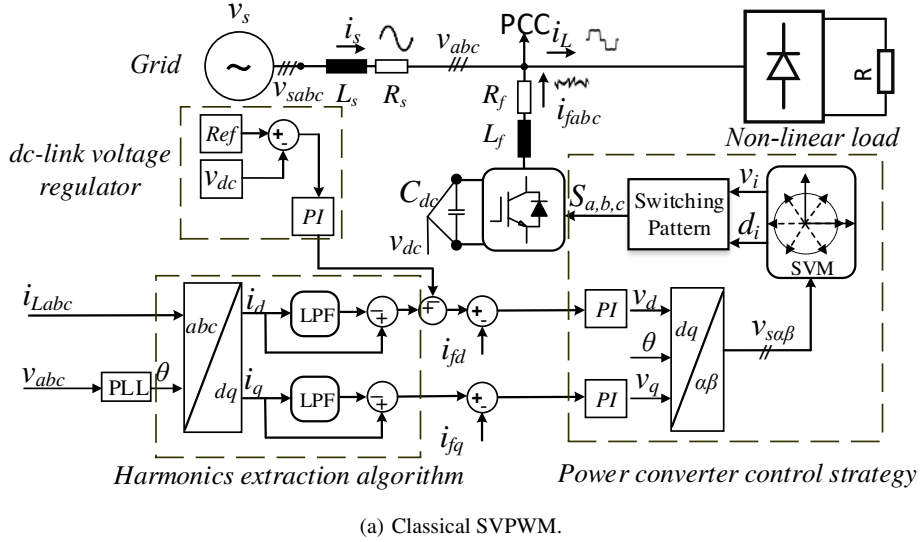 v_s
Grid
~
v_sabc
i_s
L_s
R_s
v_abc
PCC
i_L
R_f
i_fabc
L_f
R
Non-linear load
dc-link voltage
regulator
Ref
+
-
v_dc
PI
C_dc
v_dc
S_a,b,c
Switching
Pattern
v_i
d_i
SVM
i_Labc
v_abc
PLL
θ
abc
dq
i_d
LPF
−
+
−
+
-
i_fd
i_q
LPF
−
+
+
-
i_fq
PI
v_d
θ
PI
v_q
dq
αβ
v_sαβ
Harmonics extraction algorithm
Power converter control strategy
(a) Classical SVPWM.